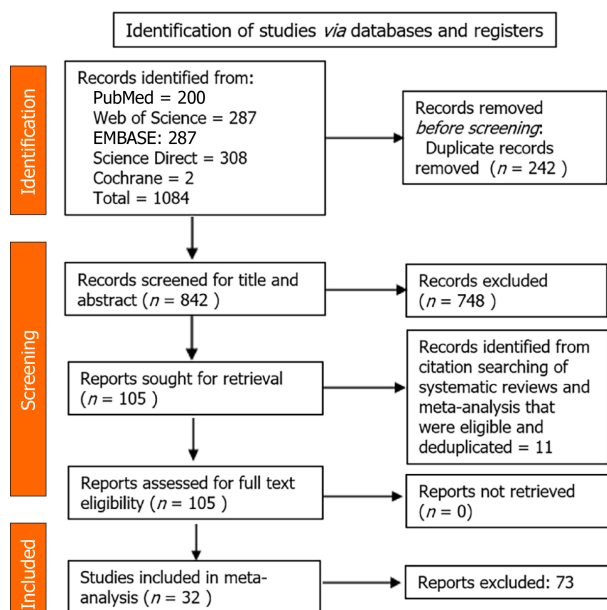 Identification of studies via databases and registers
Identification
Records identified from:
PubMed = 200
Web of Science = 287
EMBASE: 287
Science Direct = 308
Cochrane = 2
Total = 1084
Records removed
before screening:
Duplicate records
removed (n = 242 )
Screening
Records screened for title and
abstract (n = 842 )
Records excluded
(n = 748 )
Reports sought for retrieval
(n = 105 )
Records identified from
citation searching of
systematic reviews and
meta-analysis that
were eligible and
deduplicated = 11
Reports assessed for full text
eligibility (n = 105 )
Reports not retrieved
(n = 0)
Included
Studies included in meta-
analysis (n = 32 )
Reports excluded: 73